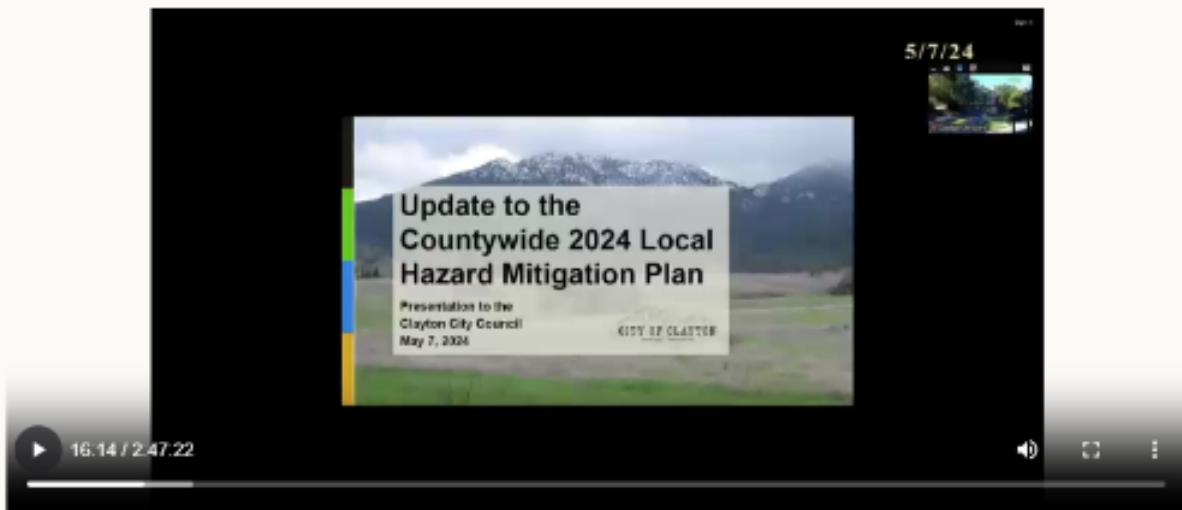 5/7/24
Update to the
Countywide 2024 Local
Hazard Mitigation Plan
Presentation to the
Clayton City Council
May 7, 2024
CITY OF CLAYTON
16:14 / 2:47:22